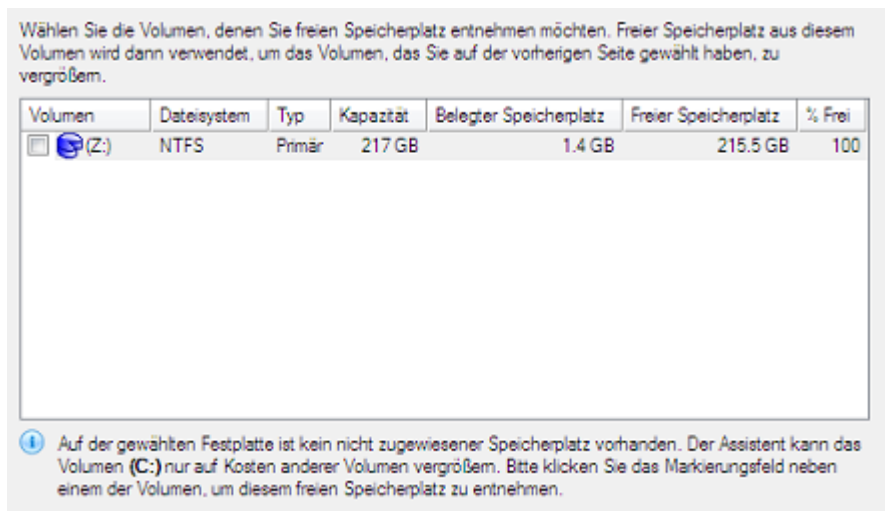 Wählen Sie die Volumen, denen Sie freien Speicherplatz entnehmen möchten. Freier Speicherplatz aus diesem
Volumen wird dann verwendet, um das Volumen, das Sie auf der vorherigen Seite gewählt haben, zu
vergrößern.
Volumen Dateisystem Typ Kapazität Belegter Speicherplatz Freier Speicherplatz % Frei
(Z:) NTFS Primär 217 GB 1.4 GB 215.5 GB 100
Auf der gewählten Festplatte ist kein nicht zugewiesener Speicherplatz vorhanden. Der Assistent kann das
Volumen (C:) nur auf Kosten anderer Volumen vergrößern. Bitte klicken Sie das Markierungsfeld neben
einem der Volumen, um diesem freien Speicherplatz zu entnehmen.